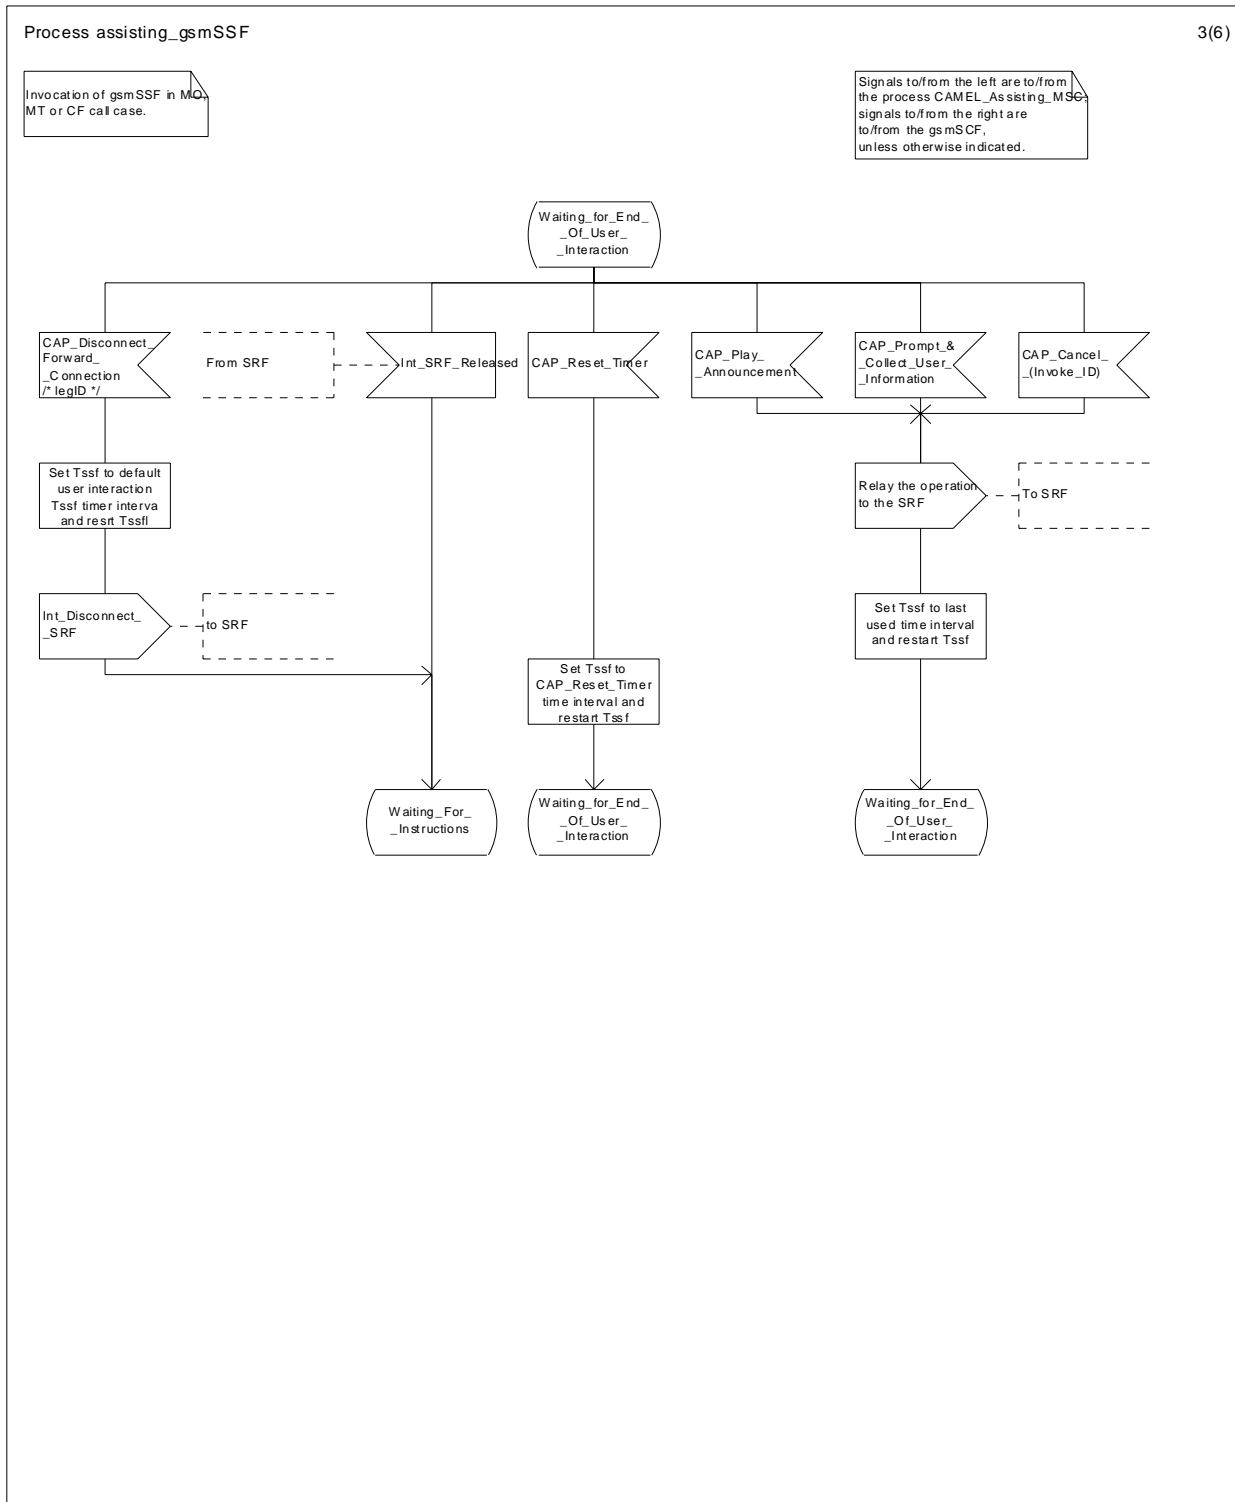 Process assisting_gsmSSF
3(6)
Invocation of gsmSSF in MO,
MT or CF call case.
Signals to/from the left are to/from
the process CAMEL_Assisting_MSC;
signals to/from the right are
to/from the gsmSCF,
unless otherwise indicated.
Waiting_for_End_
_Of_User_
_Interaction
CAP_Disconnect_
Forward_
_Connection
/* legID */
From SRF
Int_SRF_Released
CAP_Reset_Timer
CAP_Play_
_Announcement
CAP_Prompt_&
_Collect_User_
_Information
CAP_Cancel_
_(Invoke_ID)
Set Tssf to default
user interaction
Tssf timer interva
and resrt Tssfl
Relay the operation
to the SRF
To SRF
Int_Disconnect_
_SRF
to SRF
Set Tssf to last
used time interval
and restart Tssf
Set Tssf to
CAP_Reset_Timer
time interval and
restart Tssf
Waiting_For_
_Instructions
Waiting_for_End_
_Of_User_
_Interaction
Waiting_for_End_
_Of_User_
_Interaction